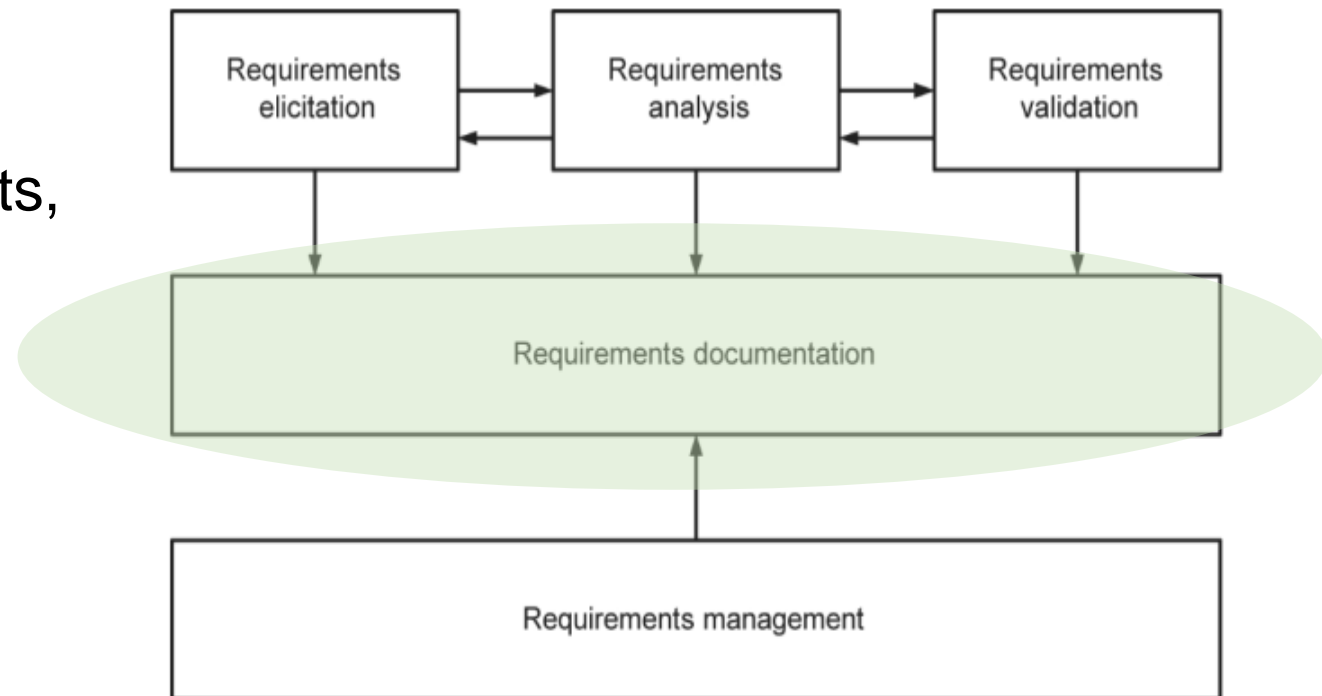 Requirements
elicitation
Requirements
analysis
Requirements
validation
ts,
Requirements documentation
Requirements management